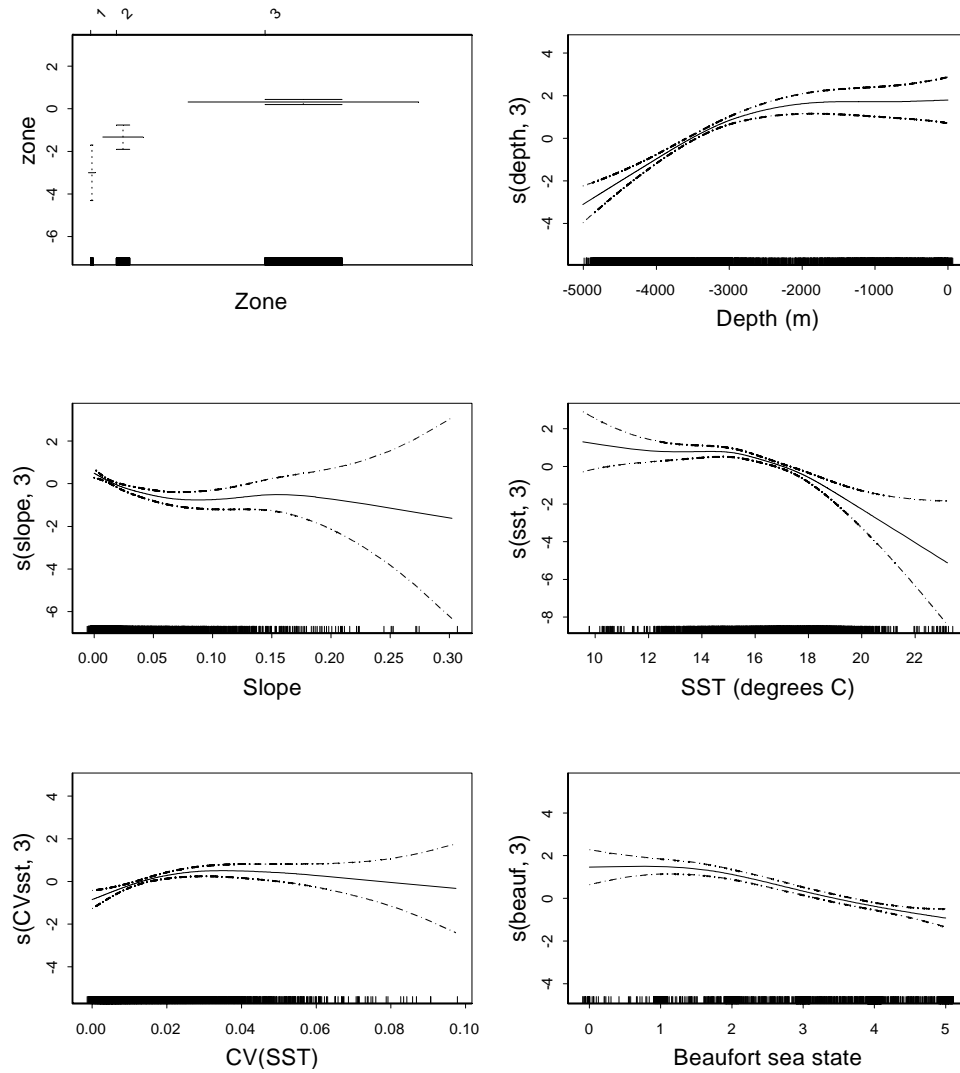 1 2 3
zone
2
0
-2
-4
-6
Zone
s(depth, 3)
4
2
0
-2
-4
-5000 -4000 -3000 -2000 -1000 0
Depth (m)
s(slope, 3)
2
0
-2
-4
-6
0.00 0.05 0.10 0.15 0.20 0.25 0.30
Slope
s(sst, 3)
2
0
-2
-4
-6
-8
10 12 14 16 18 20 22
SST (degrees C)
s(CVsst, 3)
4
2
0
-2
-4
0.00 0.02 0.04 0.06 0.08 0.10
CV(SST)
s(beauf, 3)
4
2
0
-2
-4
0 1 2 3 4 5
Beaufort sea state